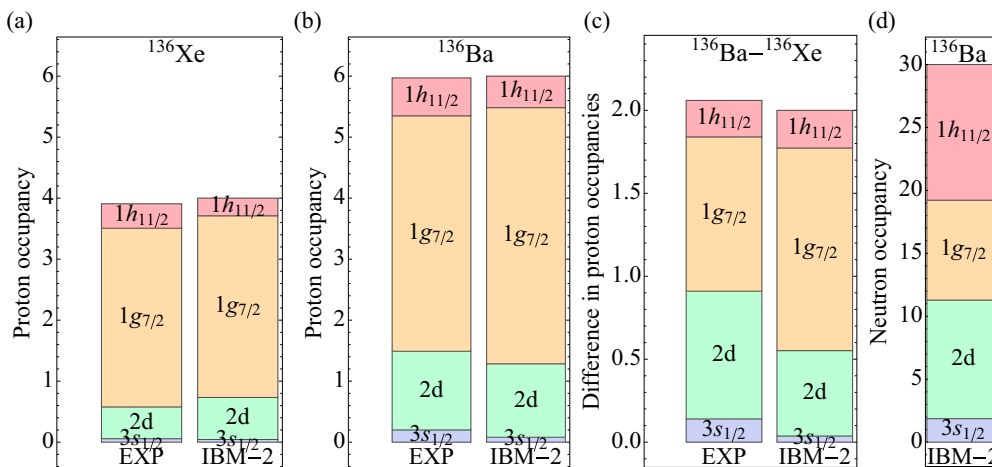 (a)
Proton occupancy
0
1
2
3
4
5
6
¹³⁶Xe
1h₁₁/₂
1h₁₁/₂
1g₇/₂
1g₇/₂
2d
2d
3s₁/₂
3s₁/₂
EXP
IBM−2
(b)
Proton occupancy
0
1
2
3
4
5
6
¹³⁶Ba
1h₁₁/₂
1h₁₁/₂
1g₇/₂
1g₇/₂
2d
2d
3s₁/₂
3s₁/₂
EXP
IBM−2
(c)
Difference in proton occupancies
0.0
0.5
1.0
1.5
2.0
¹³⁶Ba−¹³⁶Xe
1h₁₁/₂
1h₁₁/₂
1g₇/₂
1g₇/₂
2d
2d
3s₁/₂
3s₁/₂
EXP
IBM−2
(d)
Neutron occupancy
0
5
10
15
20
25
30
¹³⁶Ba
1h₁₁/₂
1g₇/₂
2d
3s₁/₂
IBM−2